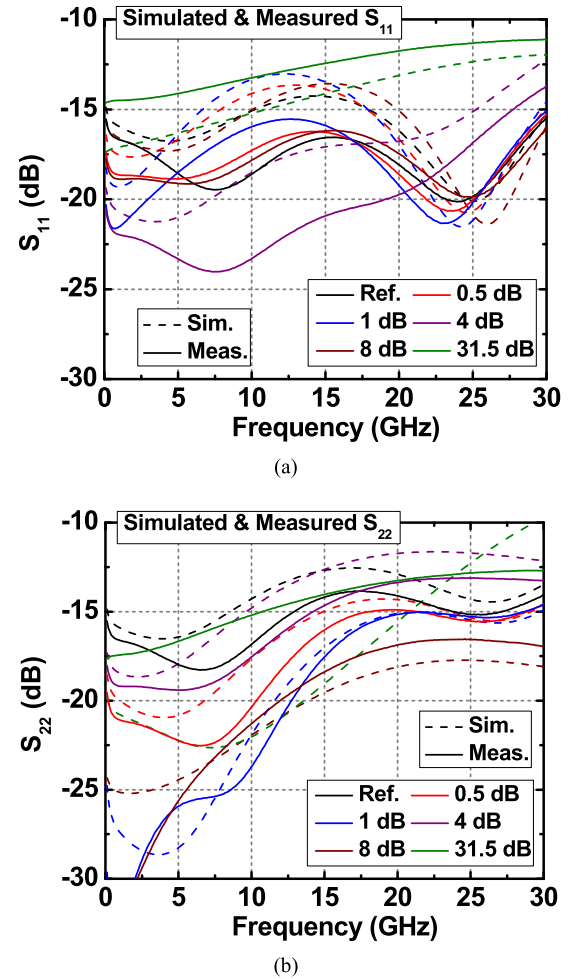 Simulated & Measured S11
-10
-15
-20
-25
-30
S11 (dB)
Sim.
Meas.
Ref. 0.5 dB
1 dB 4 dB
8 dB 31.5 dB
0 5 10 15 20 25 30
Frequency (GHz)
(a)
Simulated & Measured S22
-10
-15
-20
-25
-30
S22 (dB)
Sim.
Meas.
Ref. 0.5 dB
1 dB 4 dB
8 dB 31.5 dB
0 5 10 15 20 25 30
Frequency (GHz)
(b)